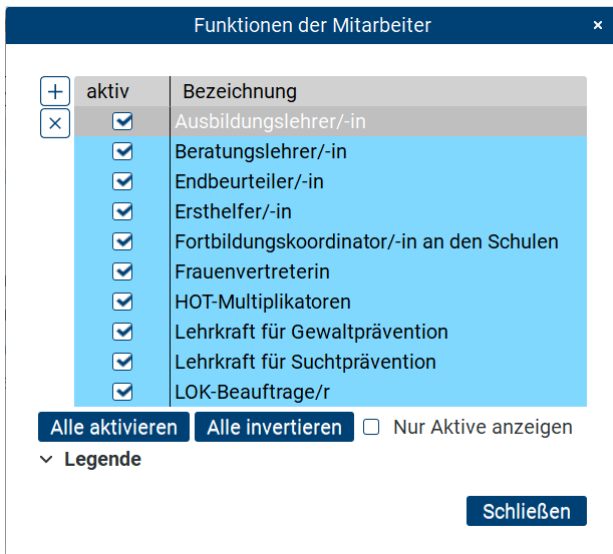 Funktionen der Mitarbeiter ×
+ aktiv Bezeichnung
× Ausbildungslehrer/-in
Beratungslehrer/-in
Endbeurteiler/-in
Ersthelfer/-in
Fortbildungskoordinator/-in an den Schulen
Frauenvertreterin
HOT-Multiplikatoren
Lehrkraft für Gewaltprävention
Lehrkraft für Suchtprävention
LOK-Beauftrage/r
Alle aktivieren Alle invertieren Nur Aktive anzeigen
Legende
Schließen